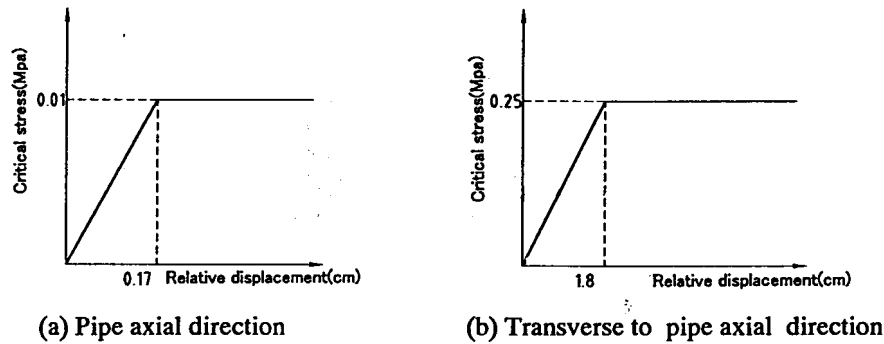 Critical stress(Mpa)
0.01
0.17
Relative displacement(cm)
(a) Pipe axial direction
Critical stress(Mpa)
0.25
1.8
Relative displacement(cm)
(b) Transverse to pipe axial direction